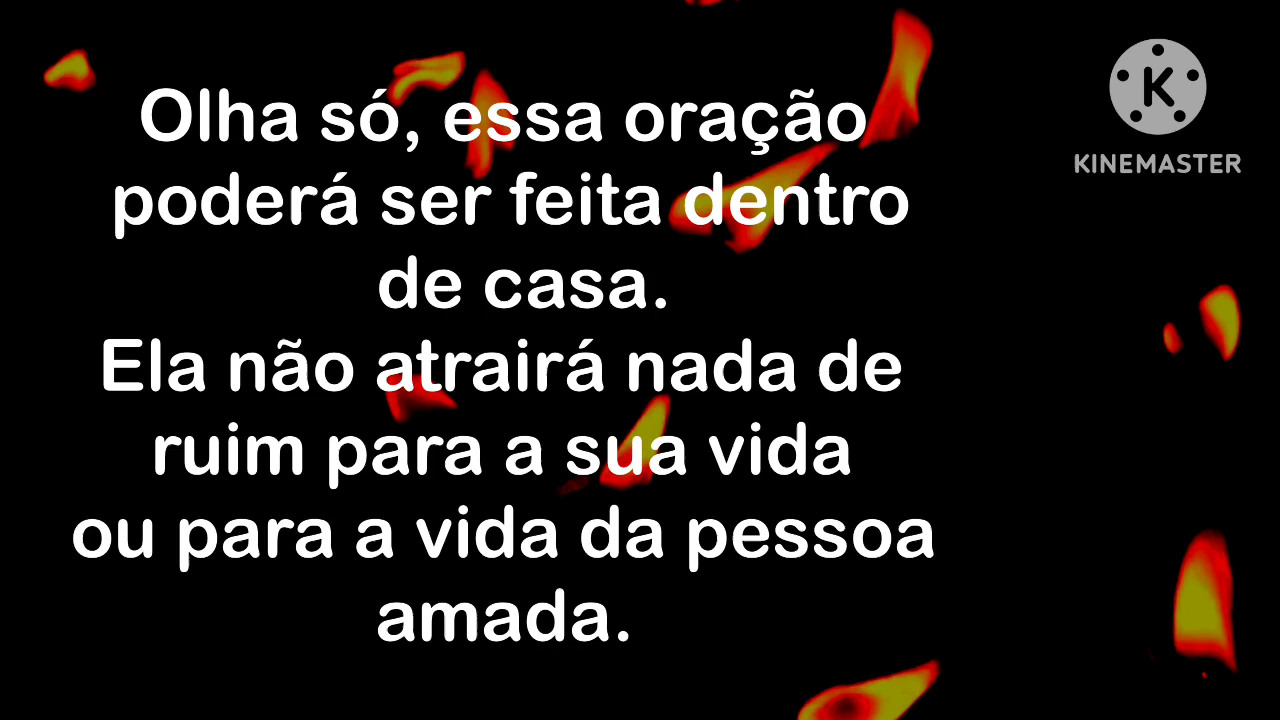 Olha só, essa oração
poderá ser feita dentro
de casa.
Ela não atrairá nada de
ruim para a sua vida
ou para a vida da pessoa
amada.
K
KINEMASTER